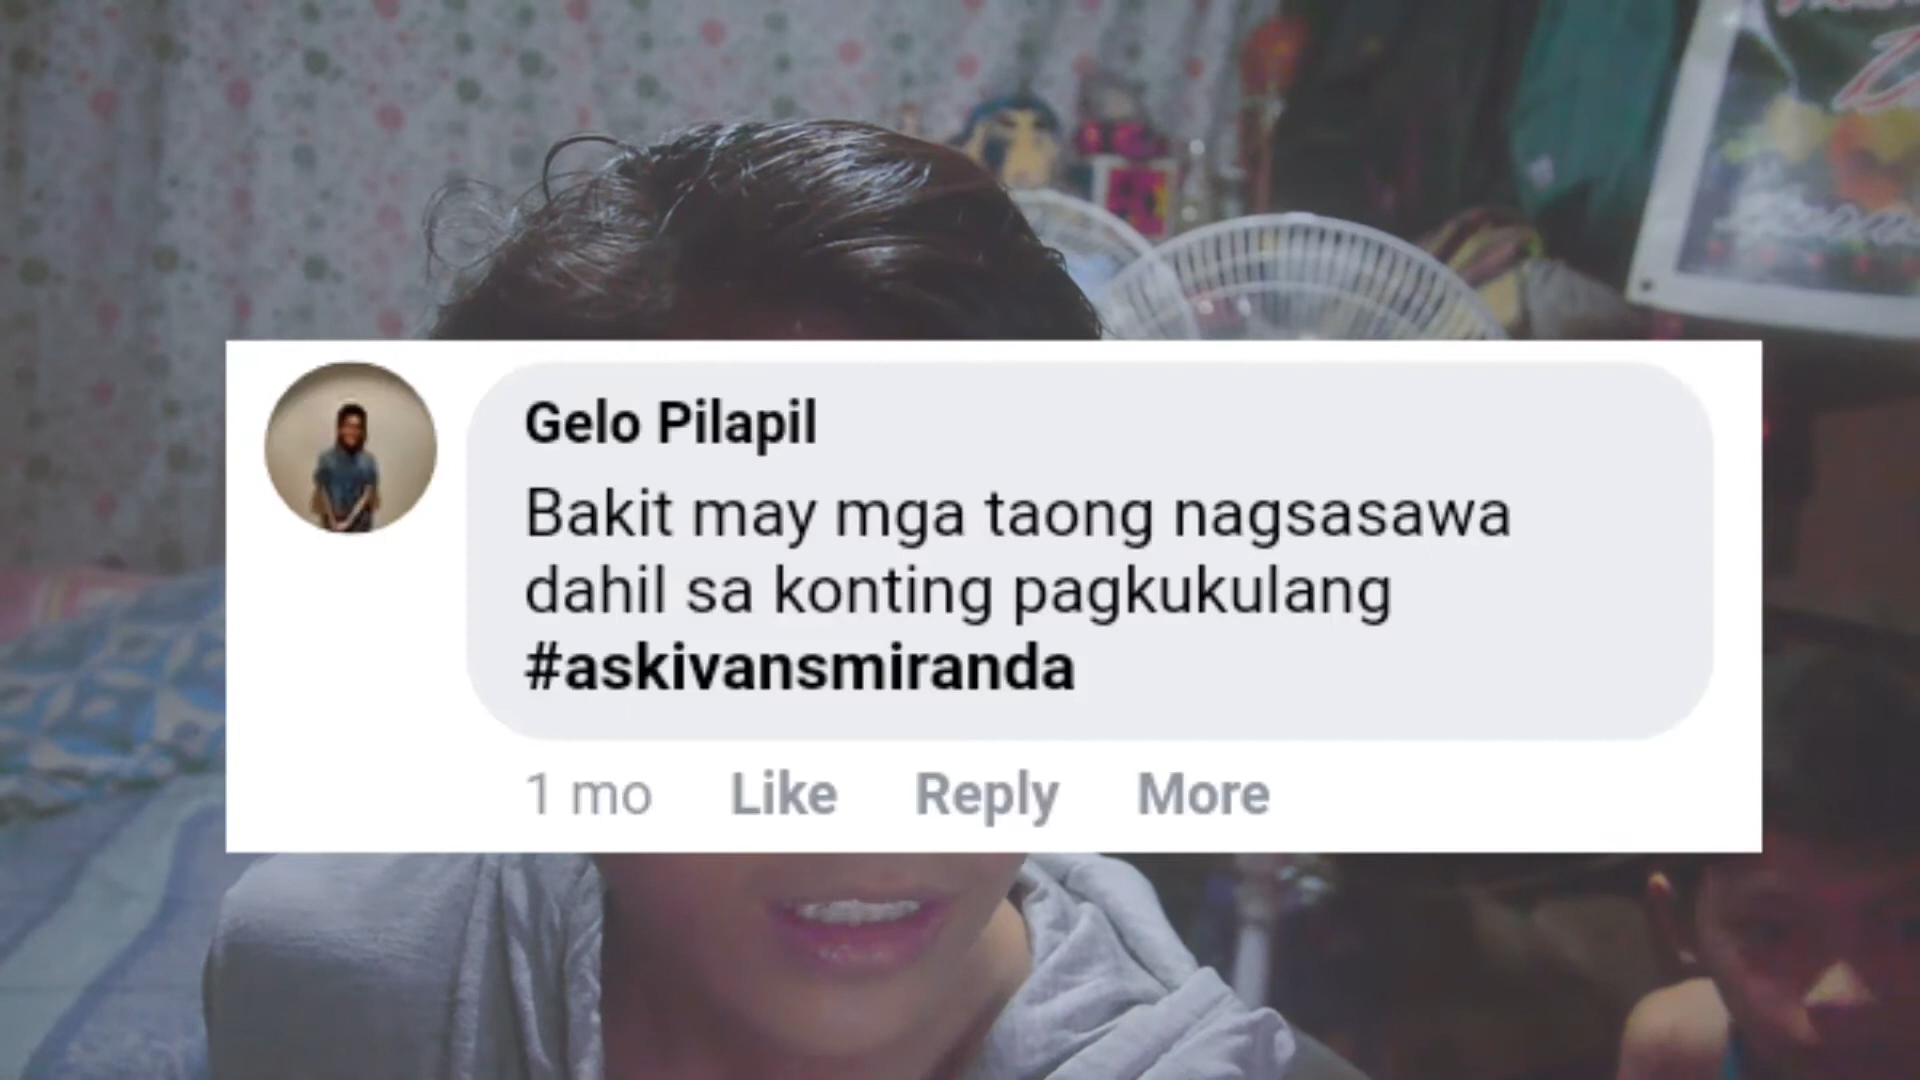 Gelo Pilapil
Bakit may mga taong nagsasawa
dahil sa konting pagkukulang
#askivansmiranda
1 mo Like Reply More